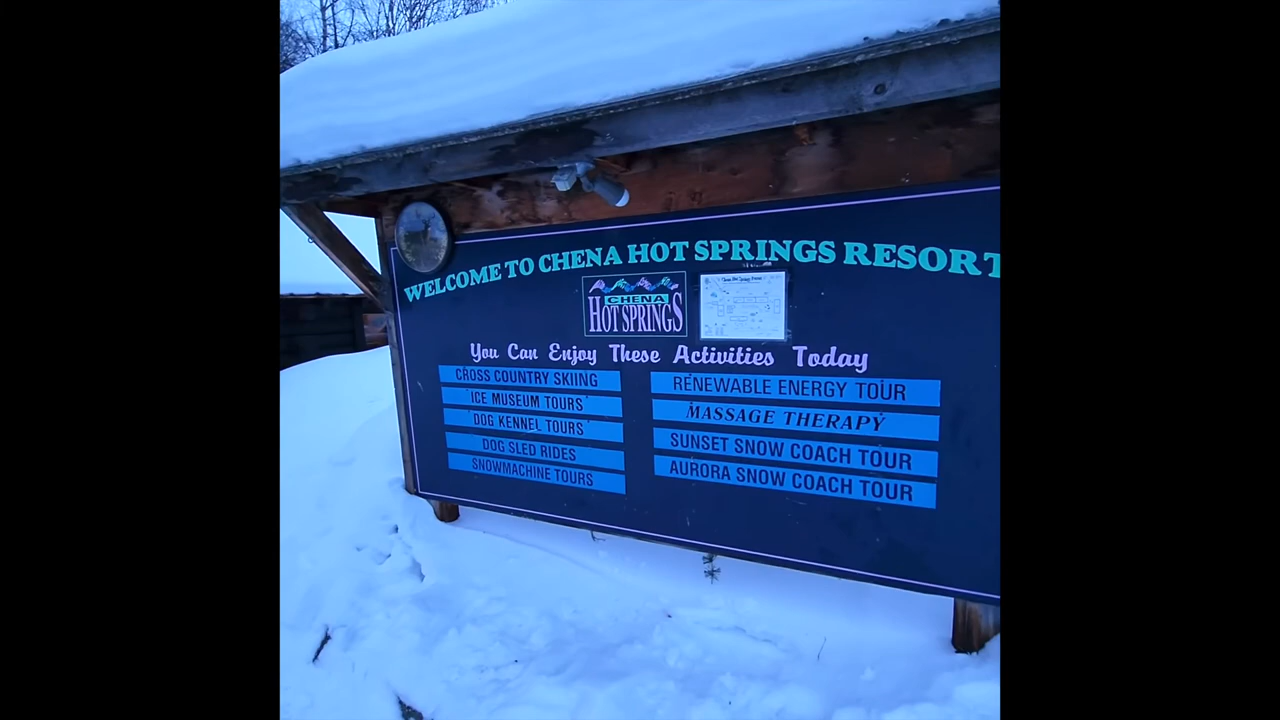 WELCOME TO CHENA HOT SPRINGS RESORT
CHENA
HOT SPRINGS
You Can Enjoy These Activities Today
CROSS COUNTRY SKIING
ICE MUSEUM TOURS
DOG KENNEL TOURS
DOG SLED RIDES
SNOWMACHINE TOURS
RENEWABLE ENERGY TOUR
MASSAGE THERAPY
SUNSET SNOW COACH TOUR
AURORA SNOW COACH TOUR